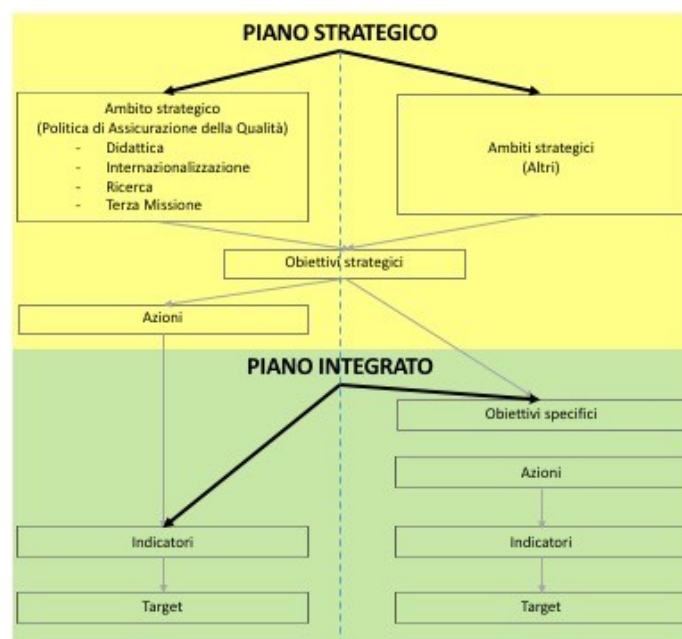 PIANO STRATEGICO
Ambito strategico
(Politica di Assicurazione della Qualità)
- Didattica
- Internazionalizzazione
- Ricerca
- Terza Missione
Ambiti strategici
(Altri)
Obiettivi strategici
Azioni
PIANO INTEGRATO
Obiettivi specifici
Azioni
Indicatori
Indicatori
Target
Target